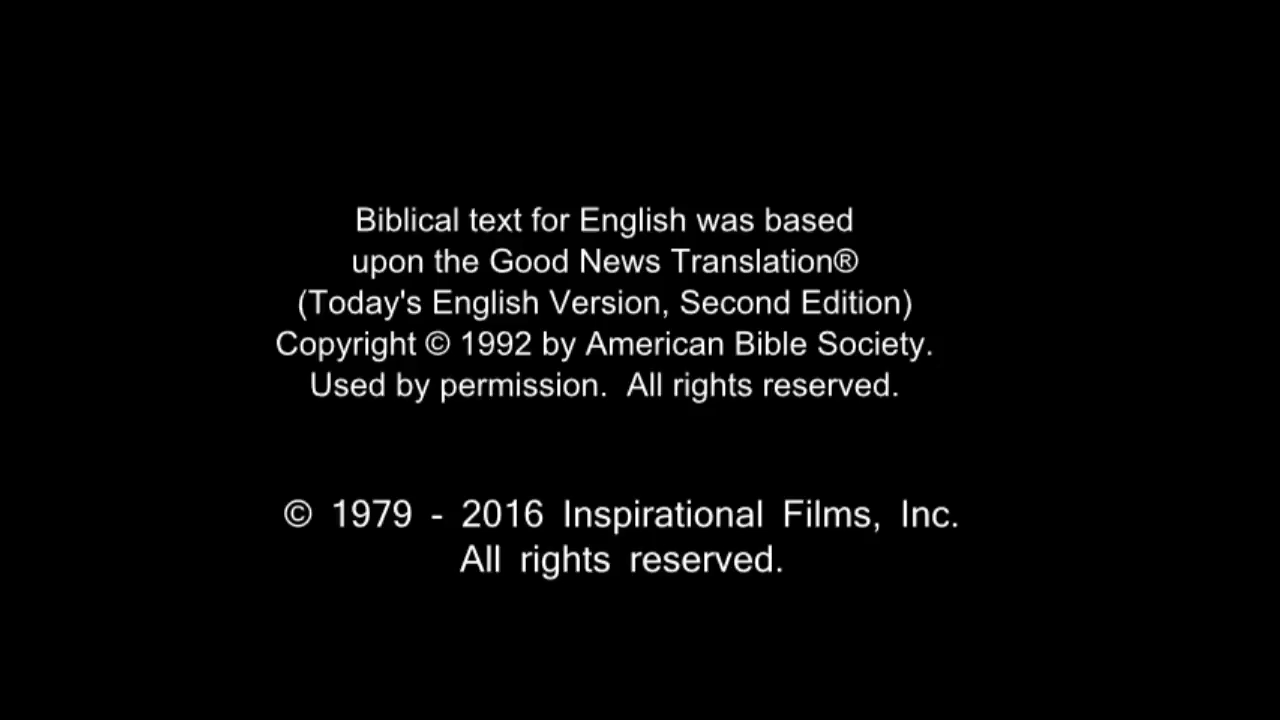 Biblical text for English was based
upon the Good News Translation®
(Today's English Version, Second Edition)
Copyright © 1992 by American Bible Society.
Used by permission.  All rights reserved.
© 1979 - 2016 Inspirational Films, Inc.
All rights reserved.